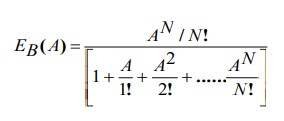 E_B(A) = (A^N / N!) / [1 + A/1! + A^2/2! + ...... A^N/N!]